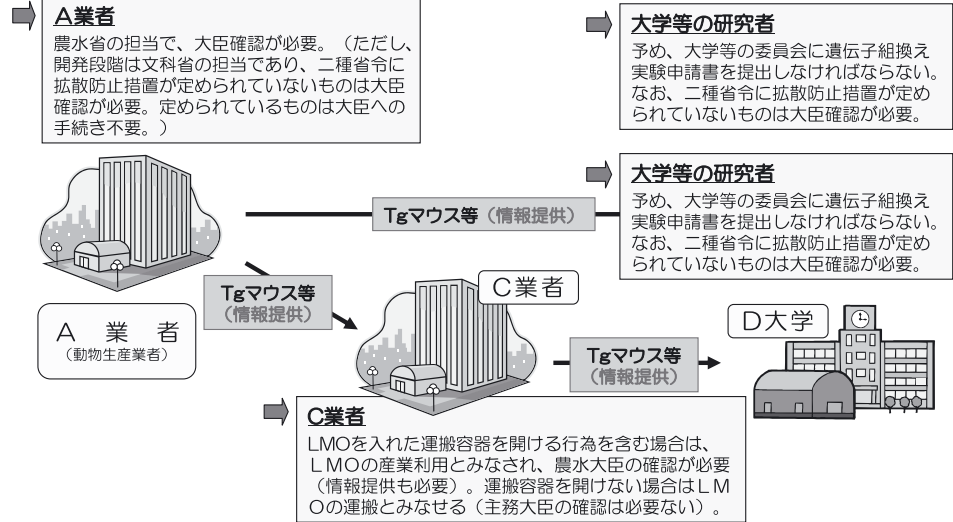 A業者
農水省の担当で、大臣確認が必要。（ただし、
開発段階は文科省の担当であり、二種省令に
拡散防止措置が定められていないものは大臣
確認が必要。定められているものは大臣への
手続き不要。）
大学等の研究者
予め、大学等の委員会に遺伝子組換え
実験申請書を提出しなければならない。
なお、二種省令に拡散防止措置が定め
られていないものは大臣確認が必要。
大学等の研究者
予め、大学等の委員会に遺伝子組換え
実験申請書を提出しなければならない。
なお、二種省令に拡散防止措置が定め
られていないものは大臣確認が必要。
Tgマウス等（情報提供）
Tgマウス等
（情報提供）
C業者
A　業　者
（動物生産業者）
D大学
Tgマウス等
（情報提供）
C業者
LMOを入れた運搬容器を開ける行為を含む場合は、
ＬＭＯの産業利用とみなされ、農水大臣の確認が必要
（情報提供も必要）。運搬容器を開けない場合はＬＭ
Ｏの運搬とみなせる（主務大臣の確認は必要ない）。